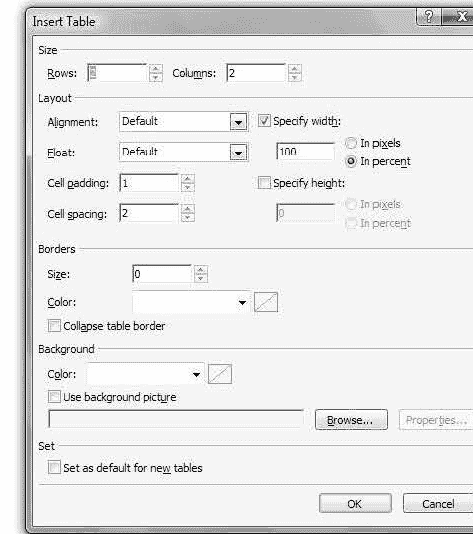 Insert Table
Size
Rows: Columns: 2
Layout
Alignment: Default Specify width:
Float: Default 100 In pixels
In percent
Cell padding: 1 Specify height:
Cell spacing: 2 0 In pixels
In percent
Borders
Size: 0
Color:
Collapse table border
Background
Color:
Use background picture
Browse... Properties...
Set
Set as default for new tables
OK Cancel